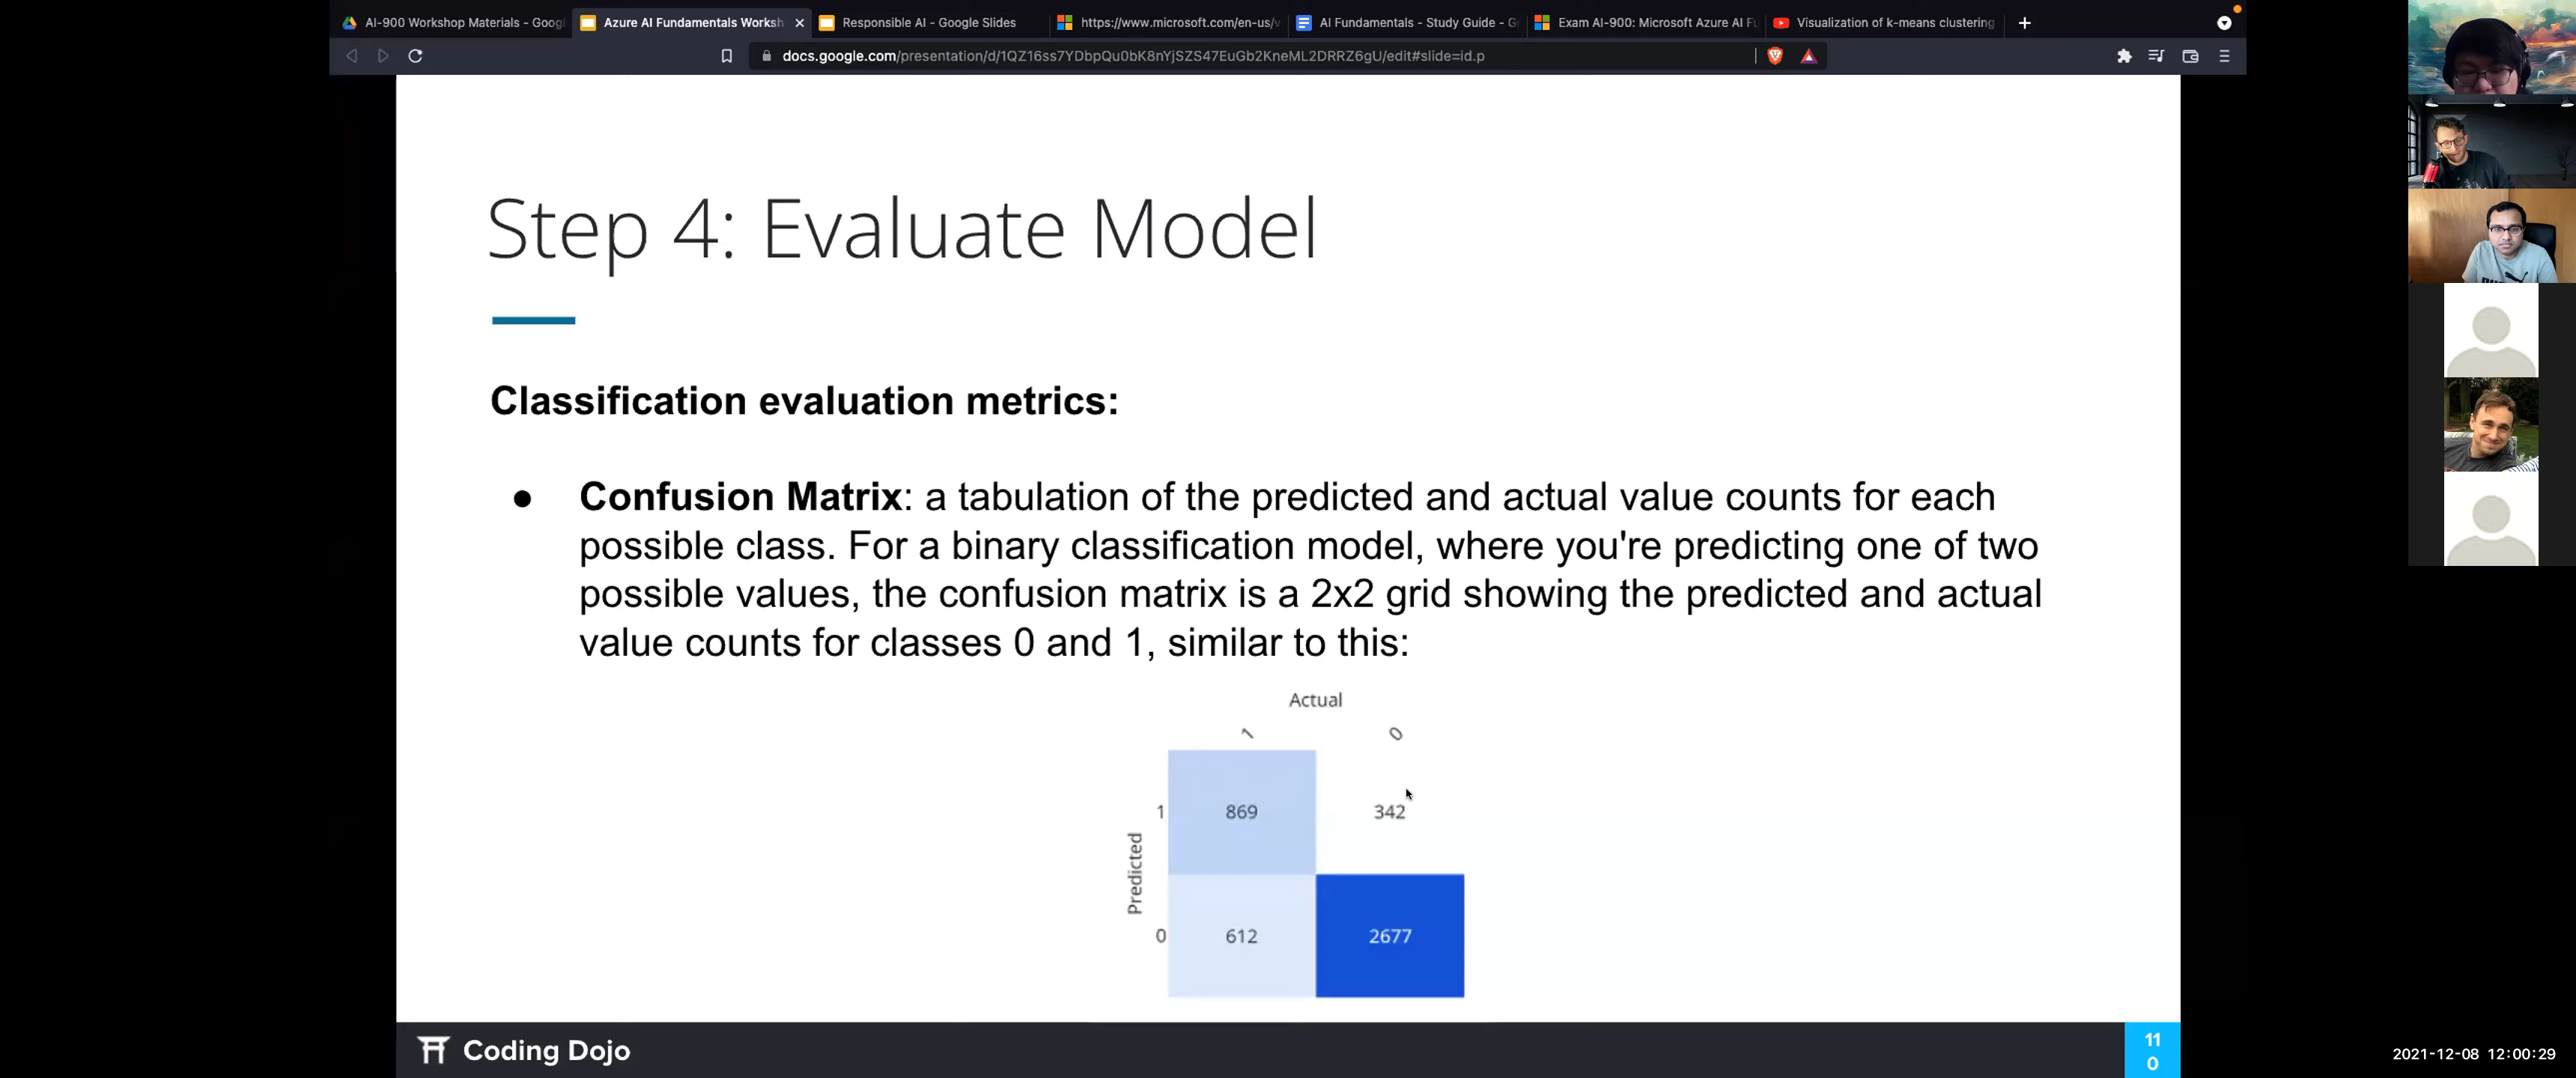 AI-900 Workshop Materials - Googl
Azure AI Fundamentals Worksh
Responsible AI - Google Slides
https://www.microsoft.com/en-us/v
AI Fundamentals - Study Guide - G
Exam AI-900: Microsoft Azure AI Fu
Visualization of k-means clustering
docs.google.com/presentation/d/1QZ16ss7YDbpQu0bK8nYjSZS47EuGb2KneML2DRRZ6gU/edit#slide=id.p
Step 4: Evaluate Model
Classification evaluation metrics:
● Confusion Matrix: a tabulation of the predicted and actual value counts for each
possible class. For a binary classification model, where you're predicting one of two
possible values, the confusion matrix is a 2x2 grid showing the predicted and actual
value counts for classes 0 and 1, similar to this:
Actual
1 0
1 869 342
Predicted
0 612 2677
Coding Dojo
11
0
2021-12-08 12:00:29